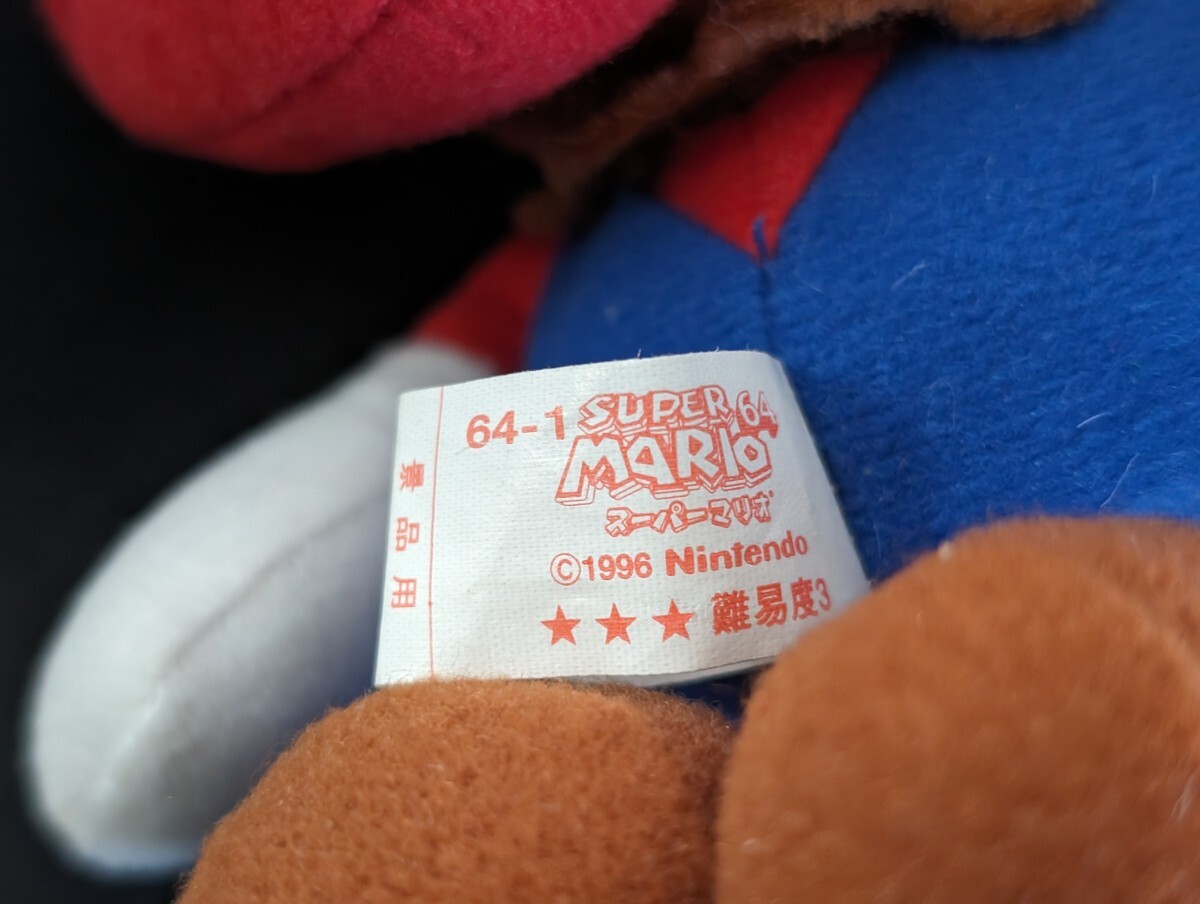 景品用
64-1
SUPER
MARIO 64
スーパーマリオ
©1996 Nintendo
★★★ 難易度3